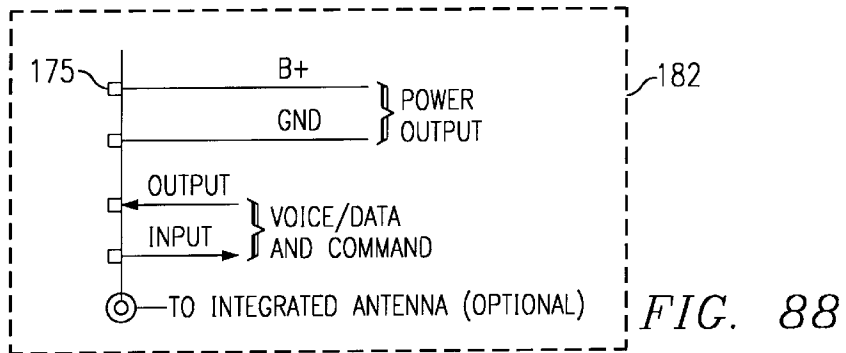 175
B+
182
POWER
OUTPUT
GND
OUTPUT
VOICE/DATA
AND COMMAND
INPUT
TO INTEGRATED ANTENNA (OPTIONAL)
FIG. 88